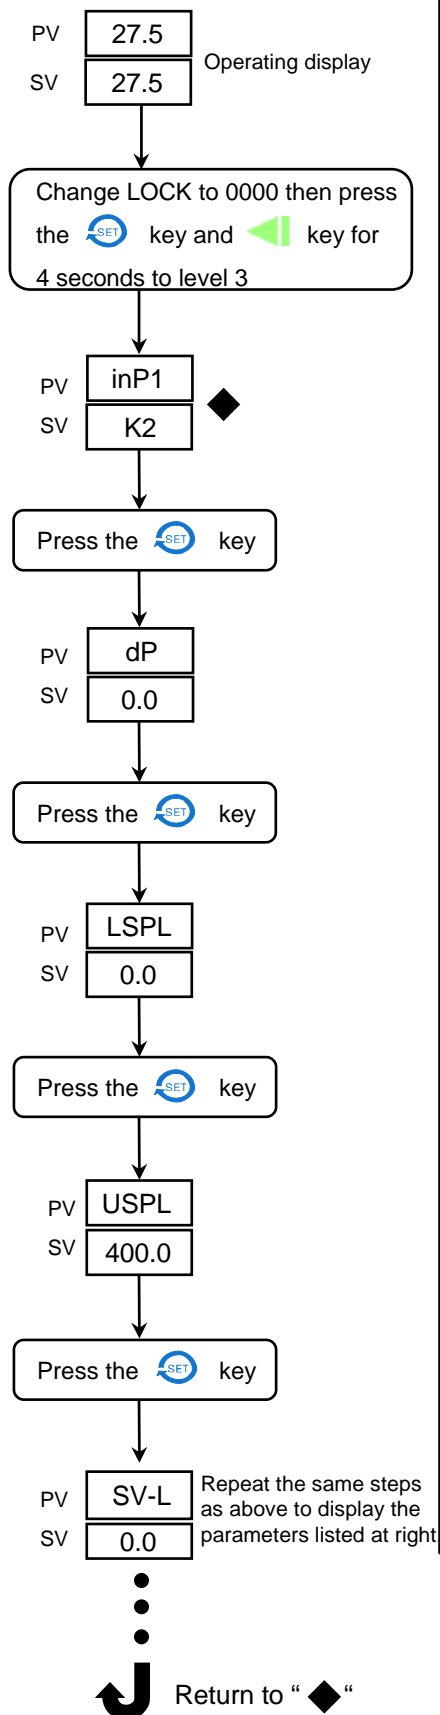 PV 27.5
SV 27.5
Operating display
Change LOCK to 0000 then press
the SET key and key for
4 seconds to level 3
PV inP1
SV K2
Press the SET key
PV dP
SV 0.0
Press the SET key
PV LSPL
SV 0.0
Press the SET key
PV USPL
SV 400.0
Press the SET key
PV SV-L
SV 0.0
Repeat the same steps
as above to display the
parameters listed at right
Return to “ ◆ “